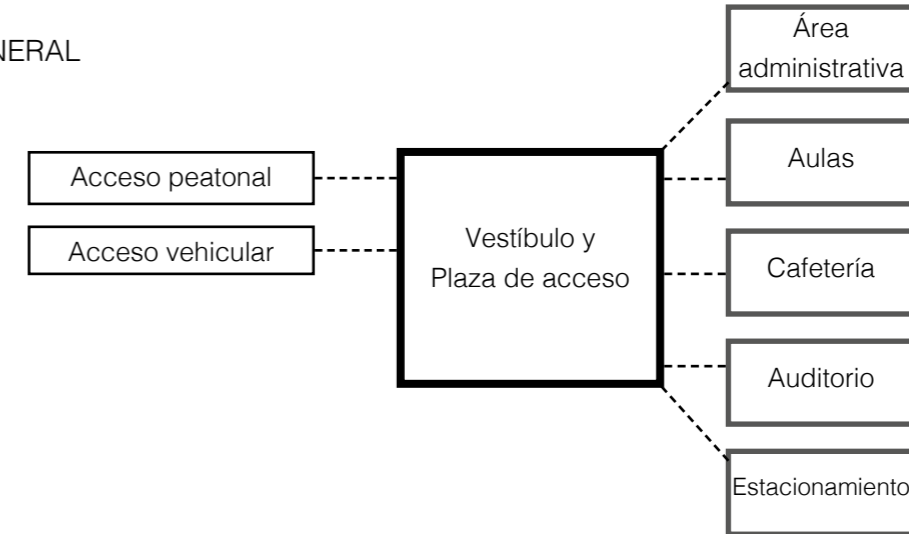 NERAL
Área
administrativa
Acceso peatonal
Aulas
Acceso vehicular
Vestíbulo y
Plaza de acceso
Cafetería
Auditorio
Estacionamiento